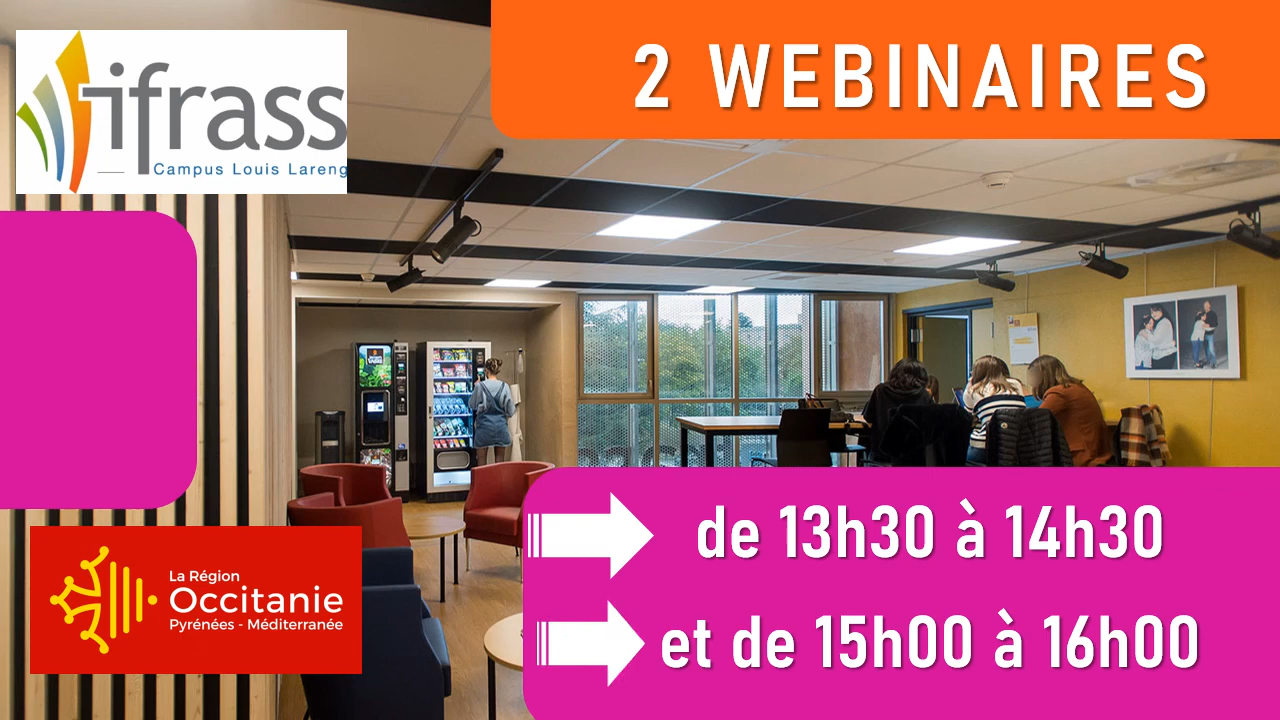 ifrass
Campus Louis Lareng
2 WEBINAIRES
de 13h30 à 14h30
et de 15h00 à 16h00
La Région
Occitanie
Pyrénées - Méditerranée